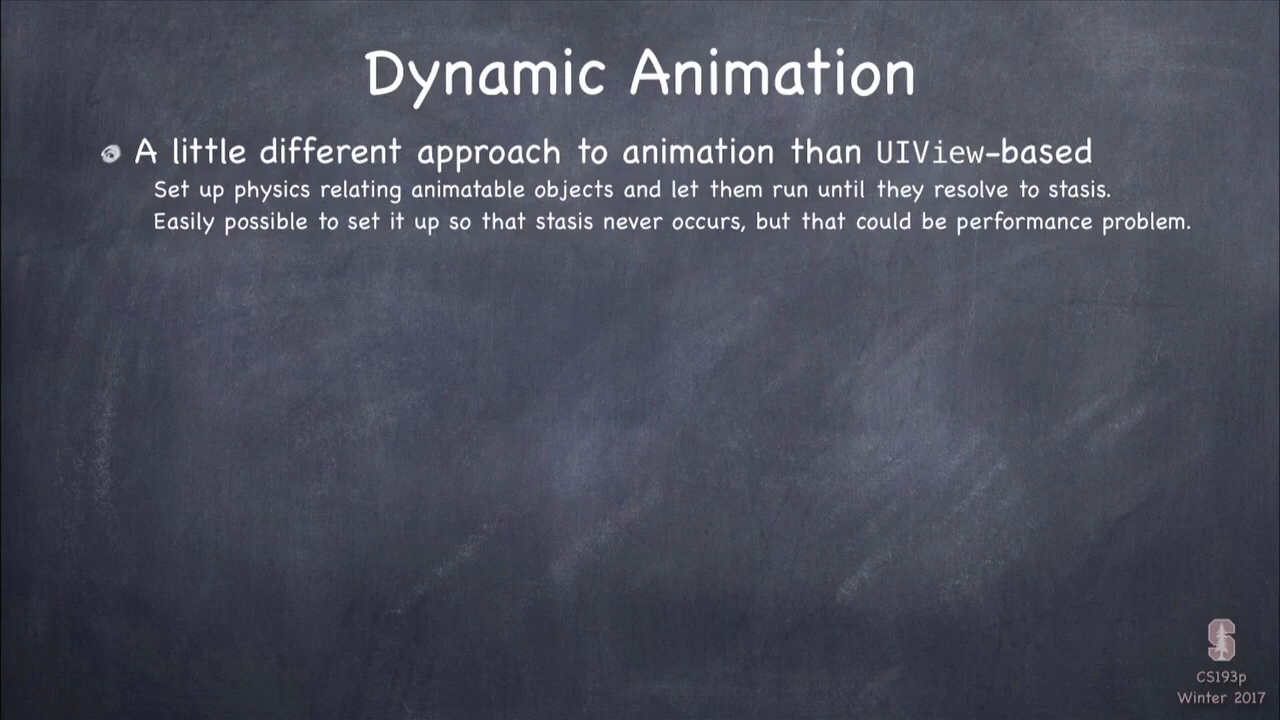 Dynamic Animation
A little different approach to animation than UIView-based
Set up physics relating animatable objects and let them run until they resolve to stasis.
Easily possible to set it up so that stasis never occurs, but that could be performance problem.
S
CS193p
Winter 2017